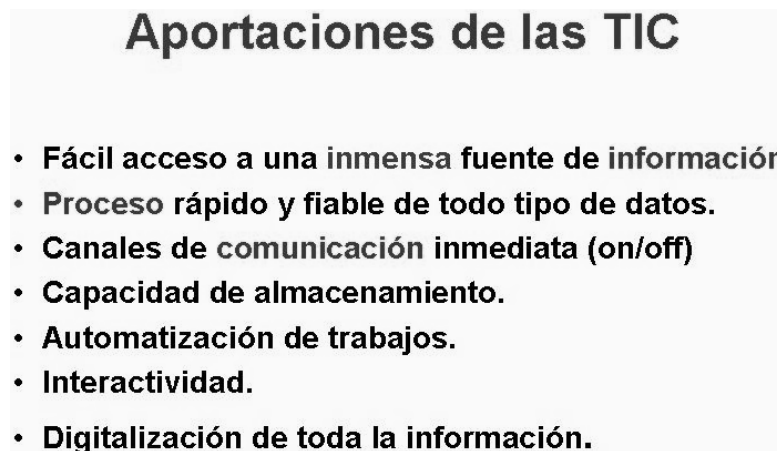 Aportaciones de las TIC
• Fácil acceso a una inmensa fuente de información
• Proceso rápido y fiable de todo tipo de datos.
• Canales de comunicación inmediata (on/off)
• Capacidad de almacenamiento.
• Automatización de trabajos.
• Interactividad.
• Digitalización de toda la información.